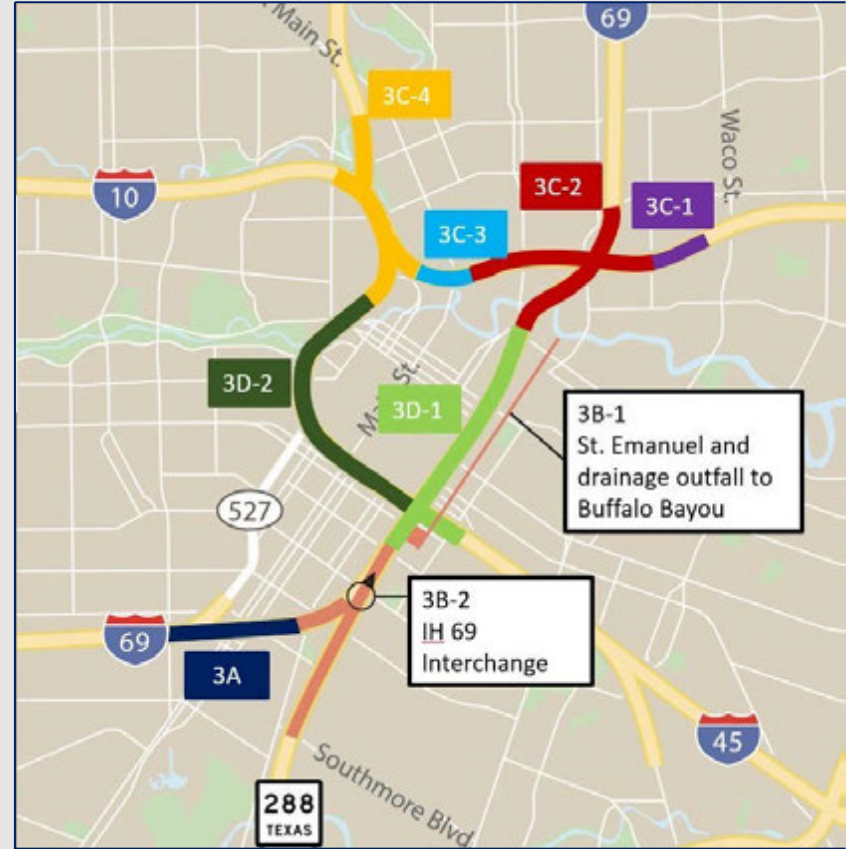 Main St.
69
3C-4
Waco St.
10
3C-2
3C-1
3C-3
3D-2
Main St.
3D-1
3B-1
St. Emanuel and
drainage outfall to
Buffalo Bayou
527
3B-2
IH 69
Interchange
69
3A
45
Southmore Blvd
288
TEXAS